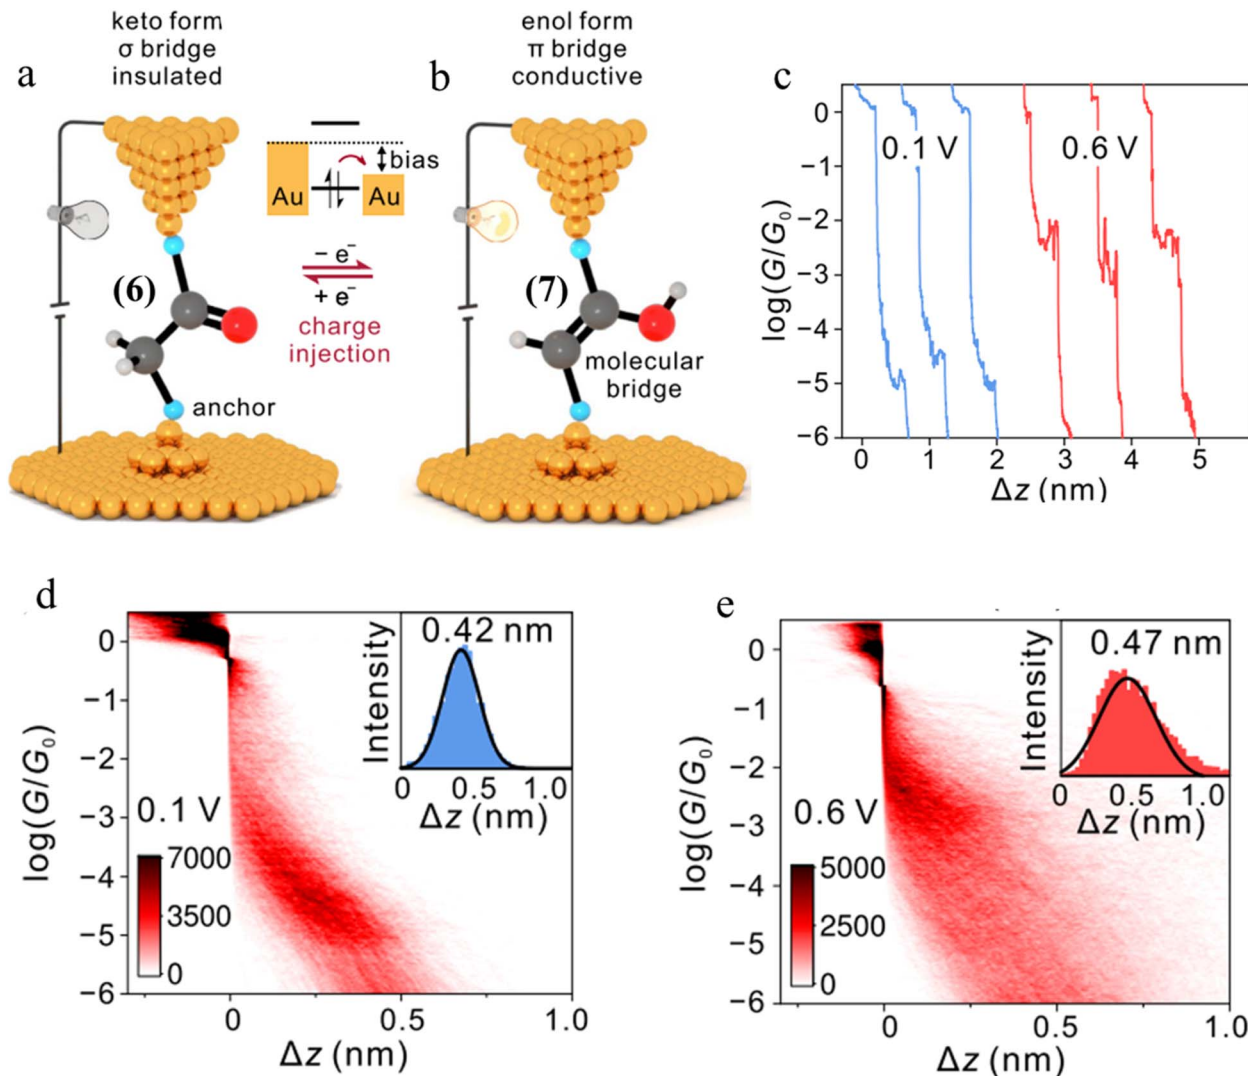 a
keto form
σ bridge
insulated
(6)
anchor
bias
Au
Au
− e⁻
+ e⁻
charge
injection
b
enol form
π bridge
conductive
(7)
molecular
bridge
c
log(G/G₀)
0
−1
−2
−3
−4
−5
−6
0.1 V
0.6 V
0
1
2
3
4
5
Δz (nm)
d
log(G/G₀)
0
−1
−2
−3
−4
−5
−6
0.1 V
7000
3500
0
Intensity
0.42 nm
0
0.5
1.0
Δz (nm)
0
0.5
1.0
Δz (nm)
e
log(G/G₀)
0
−1
−2
−3
−4
−5
−6
0.6 V
5000
2500
0
Intensity
0.47 nm
0
0.5
1.0
Δz (nm)
0
0.5
1.0
Δz (nm)